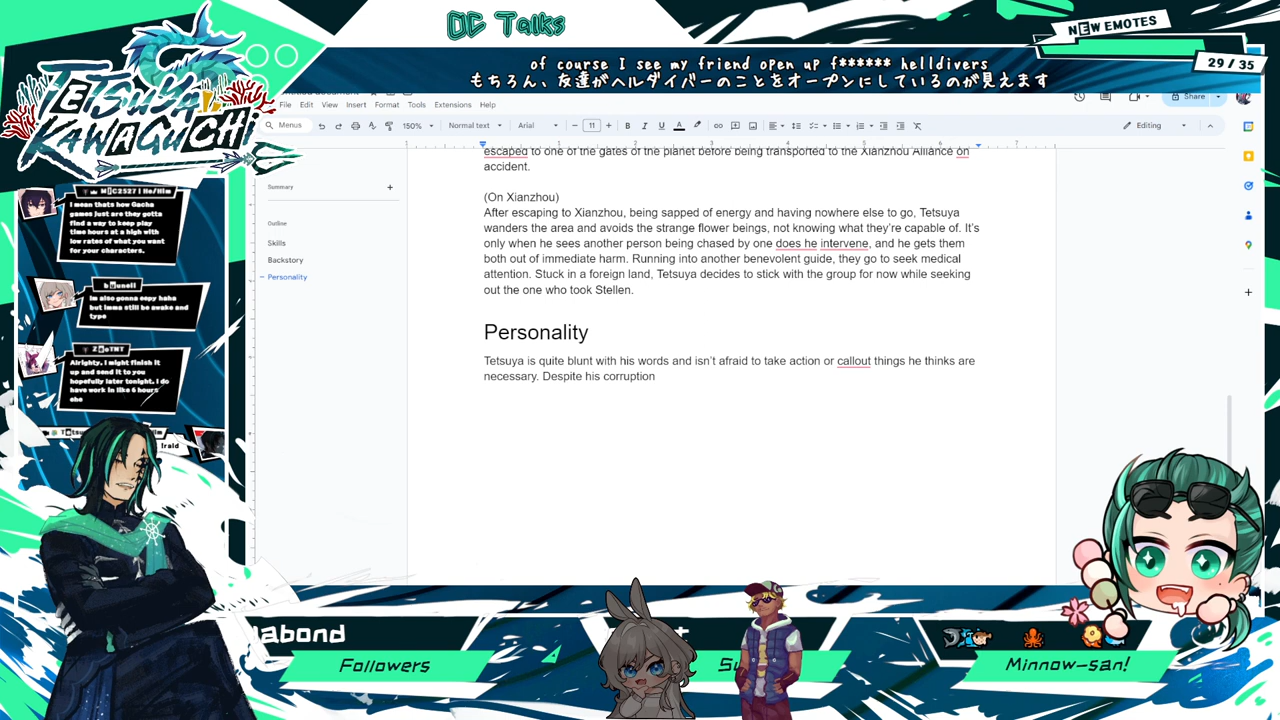 OC Talks
NEW EMOTES
29 / 35
TETSUYA
KAWAGUCHI
of course I see my friend open up f****** helldivers
もちろん、友達がヘルダイバーのことをオープンにしているのが見えます
File Edit View Insert Format Tools Extensions Help
Share
Menus
150%
Normal text
Arial
11
Editing
escaped to one of the gates of the planet before being transported to the Xianzhou Alliance on
accident.
Summary
Outline
Skills
Backstory
Personality
(On Xianzhou)
After escaping to Xianzhou, being sapped of energy and having nowhere else to go, Tetsuya
wanders the area and avoids the strange flower beings, not knowing what they're capable of. It's
only when he sees another person being chased by one does he intervene, and he gets them
both out of immediate harm. Running into another benevolent guide, they go to seek medical
attention. Stuck in a foreign land, Tetsuya decides to stick with the group for now while seeking
out the one who took Stellen.
Personality
Tetsuya is quite blunt with his words and isn't afraid to take action or callout things he thinks are
necessary. Despite his corruption
He/Him
I mean thats how Gacha
games just are they gotta
find a way to keep play
time hours at a high with
low rates of what you want
for your characters.
Im also gonna eepy haha
but imma still be awake and
type
Alrighty. I might finish it
up and send it to you
hopefully later tonight. I do
have work in like 6 hours
ehe
abond
Followers
Minnow-san!